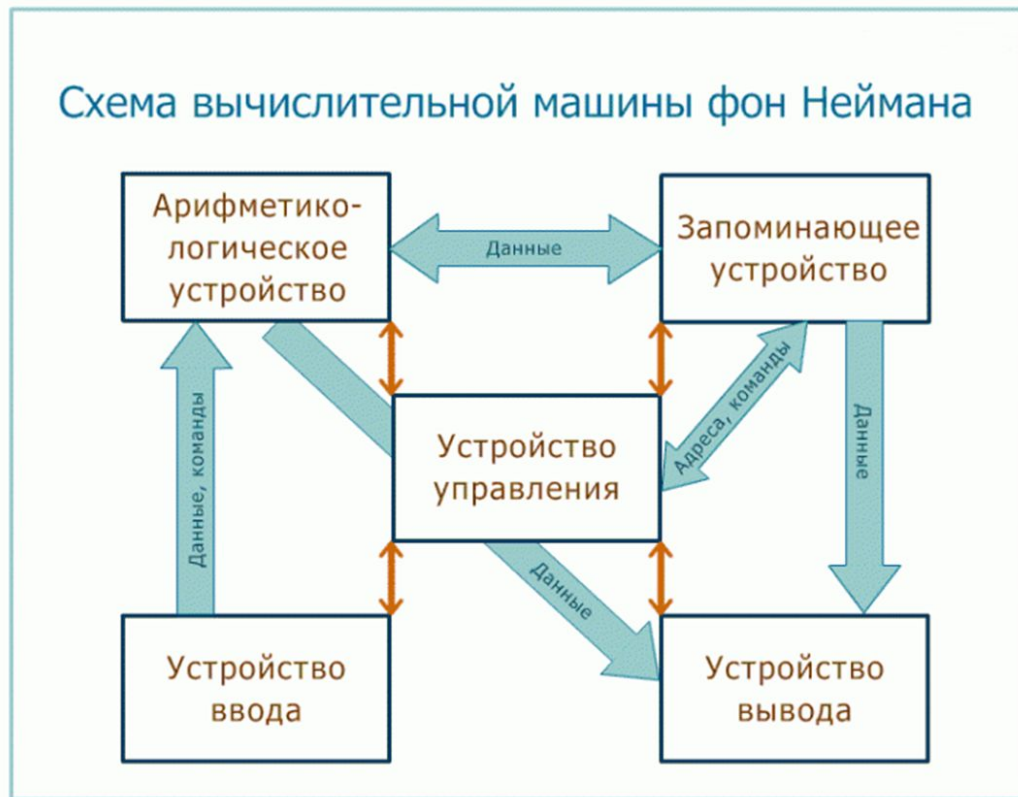 Схема вычислительной машины фон Неймана
Арифметико-
логическое
устройство
Данные
Запоминающее
устройство
Данные, команды
Устройство
управления
Адреса, команды
Данные
Данные
Устройство
ввода
Устройство
вывода